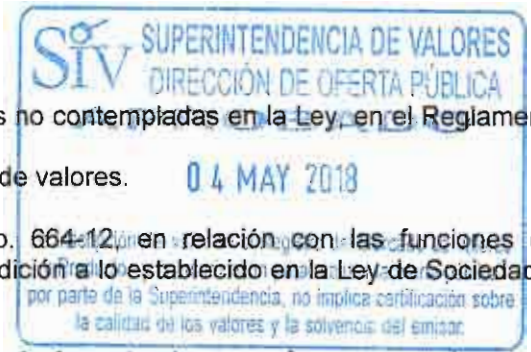 SIV SUPERINTENDENCIA DE VALORES
DIRECCIÓN DE OFERTA PÚBLICA
s no contempladas en la Ley, en el Reglamen
de valores.
04 MAY 2018
o. 664-12, en relación con las funciones
dición a lo establecido en la Ley de Sociedad
por parte de la Superintendencia, no implica certificación sobre
la calidad de los valores y la solvencia del emisor.